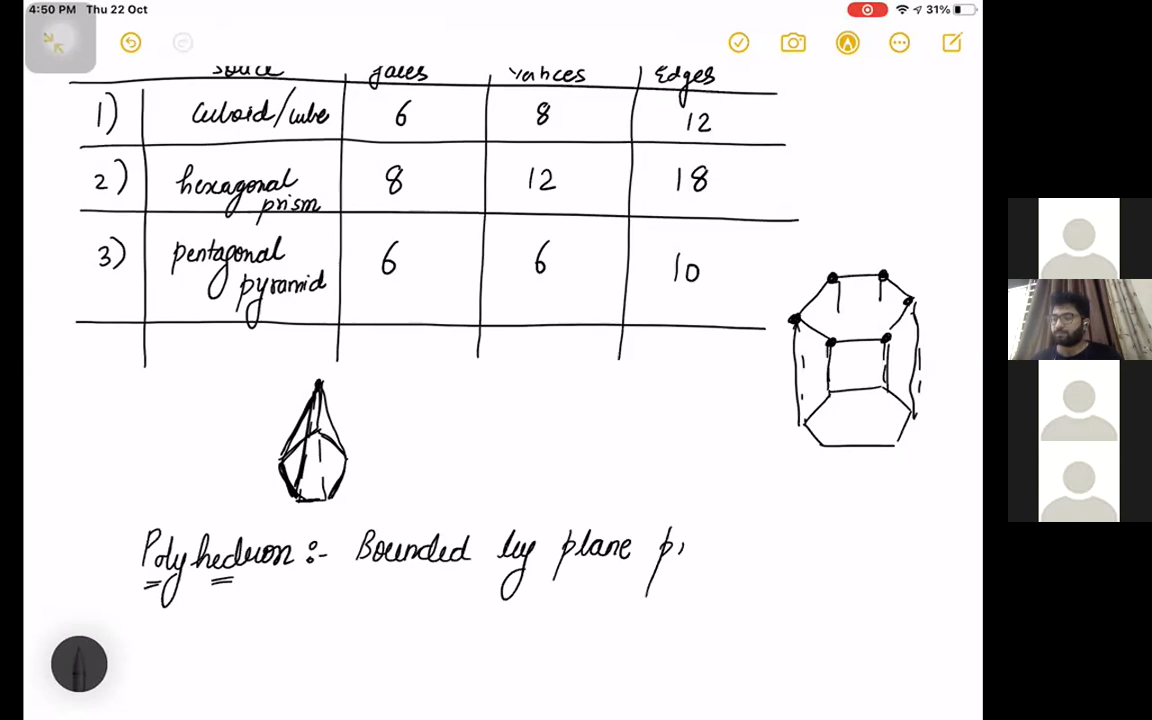 4:50 PM Thu 22 Oct 31%
faces Vertices Edges
1) Cuboid/cube 6 8 12
2) hexagonal prism 8 12 18
3) pentagonal pyramid 6 6 10
Polyhedron :- Bounded by plane p